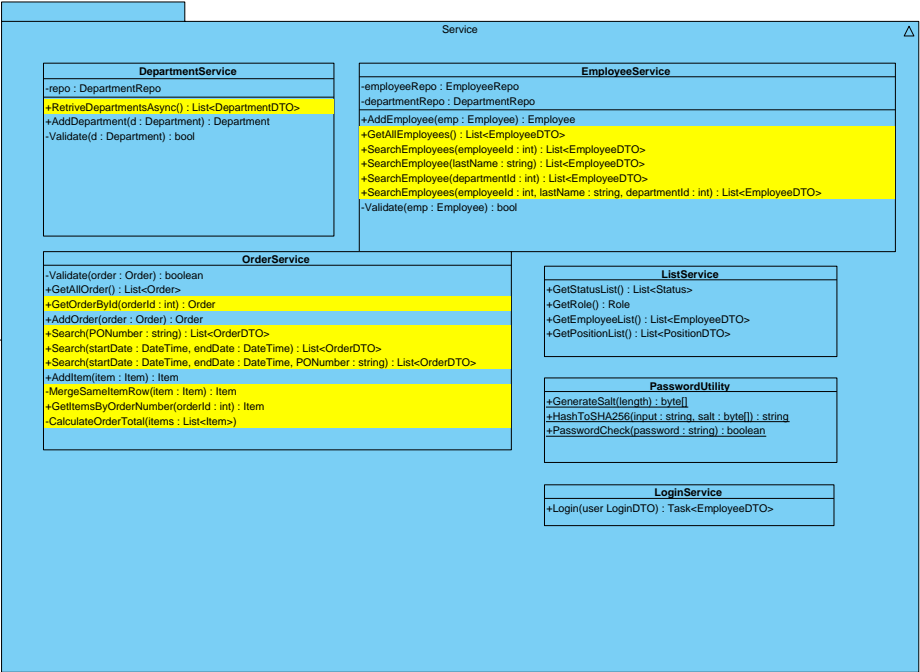 Service
DepartmentService
-repo : DepartmentRepo
+RetriveDepartmentsAsync() : List<DepartmentDTO>
+AddDepartment(d : Department) : Department
-Validate(d : Department) : bool
EmployeeService
-employeeRepo : EmployeeRepo
-departmentRepo : DepartmentRepo
+AddEmployee(emp : Employee) : Employee
+GetAllEmployees() : List<EmployeeDTO>
+SearchEmployees(employeeId : int) : List<EmployeeDTO>
+SearchEmployee(lastName : string) : List<EmployeeDTO>
+SearchEmployee(departmentId : int) : List<EmployeeDTO>
+SearchEmployees(employeeId : int, lastName : string, departmentId : int) : List<EmployeeDTO>
-Validate(emp : Employee) : bool
OrderService
-Validate(order : Order) : boolean
+GetAllOrder() : List<Order>
+GetOrderById(orderId : int) : Order
+AddOrder(order : Order) : Order
+Search(PONumber : string) : List<OrderDTO>
+Search(startDate : DateTime, endDate : DateTime) : List<OrderDTO>
+Search(startDate : DateTime, endDate : DateTime, PONumber : string) : List<OrderDTO>
+AddItem(item : Item) : Item
-MergeSameItemRow(item : Item) : Item
+GetItemsByOrderNumber(orderId : int) : Item
-CalculateOrderTotal(items : List<Item>)
ListService
+GetStatusList() : List<Status>
+GetRole() : Role
+GetEmployeeList() : List<EmployeeDTO>
+GetPositionList() : List<PositionDTO>
PasswordUtility
+GenerateSalt(length) : byte[]
+HashToSHA256(input : string, salt : byte[]) : string
+PasswordCheck(password : string) : boolean
LoginService
+Login(user LoginDTO) : Task<EmployeeDTO>